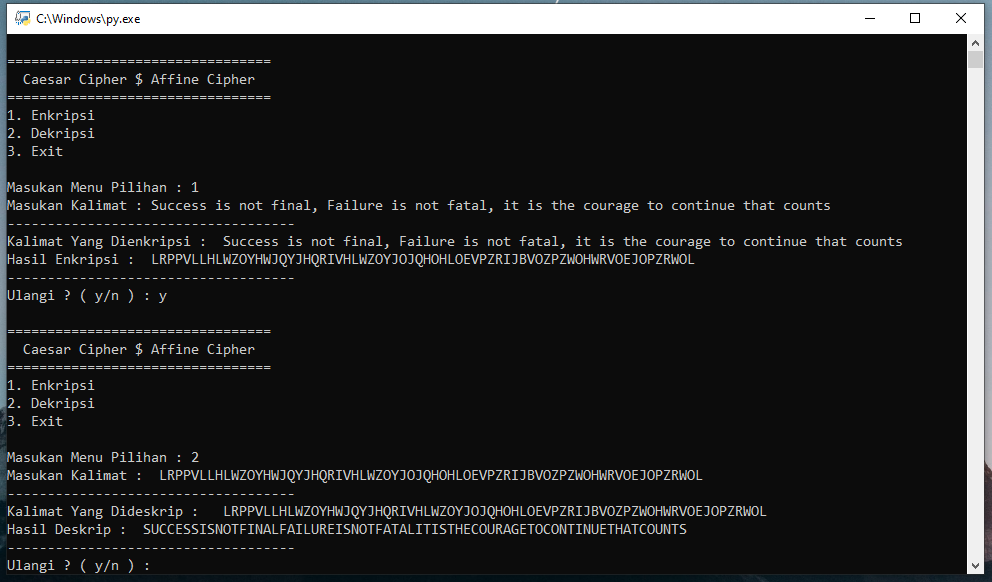 C:\Windows\py.exe
=================================
Caesar Cipher $ Affine Cipher
=================================
1. Enkripsi
2. Dekripsi
3. Exit
Masukan Menu Pilihan : 1
Masukan Kalimat : Success is not final, Failure is not fatal, it is the courage to continue that counts
------------------------------------
Kalimat Yang Dienkripsi :  Success is not final, Failure is not fatal, it is the courage to continue that counts
Hasil Enkripsi :  LRPPVLLHLWZOYHWJQYJHQRIVHLWZOYJOJQHOHLOEVPZRIJBVOZPZWOHWRVOEJOPZRWOL
------------------------------------
Ulangi ? ( y/n ) : y
=================================
Caesar Cipher $ Affine Cipher
=================================
1. Enkripsi
2. Dekripsi
3. Exit
Masukan Menu Pilihan : 2
Masukan Kalimat :  LRPPVLLHLWZOYHWJQYJHQRIVHLWZOYJOJQHOHLOEVPZRIJBVOZPZWOHWRVOEJOPZRWOL
------------------------------------
Kalimat Yang Dideskrip :   LRPPVLLHLWZOYHWJQYJHQRIVHLWZOYJOJQHOHLOEVPZRIJBVOZPZWOHWRVOEJOPZRWOL
Hasil Deskrip :  SUCCESSISNOTFINALFAILUREISNOTFATALITISTHECOURAGETOCONTINUETHATCOUNTS
------------------------------------
Ulangi ? ( y/n ) :